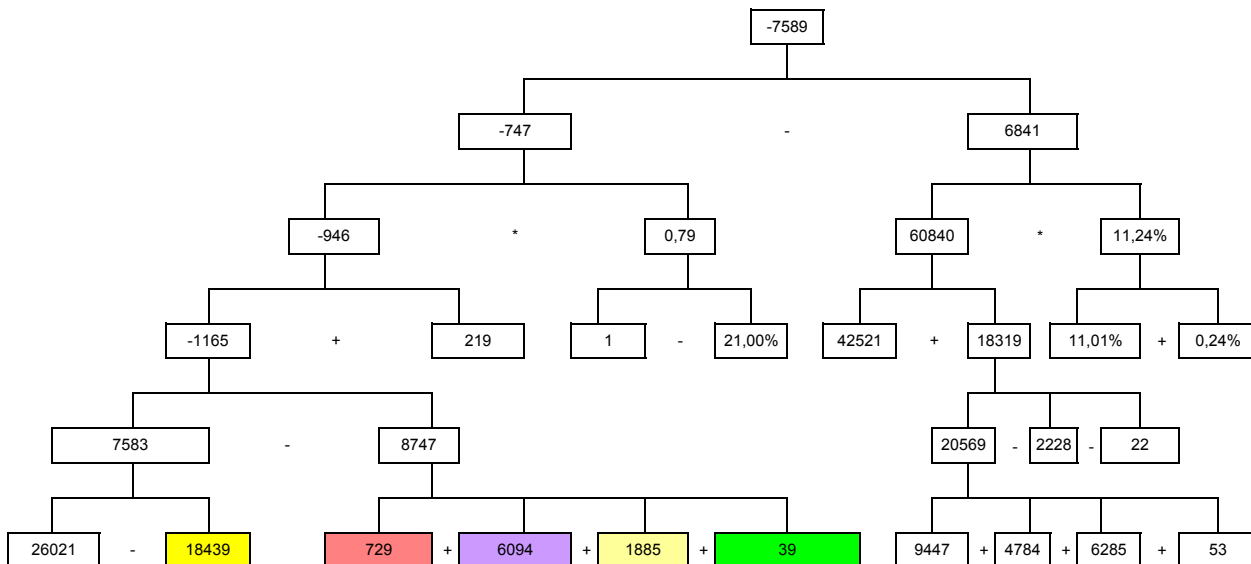 -7589
-747 - 6841
-946 * 0,79 60840 * 11,24%
-1165 + 219 1 - 21,00% 42521 + 18319 11,01% + 0,24%
7583 - 8747 20569 - 2228 - 22
26021 - 18439 729 + 6094 + 1885 + 39 9447 + 4784 + 6285 + 53